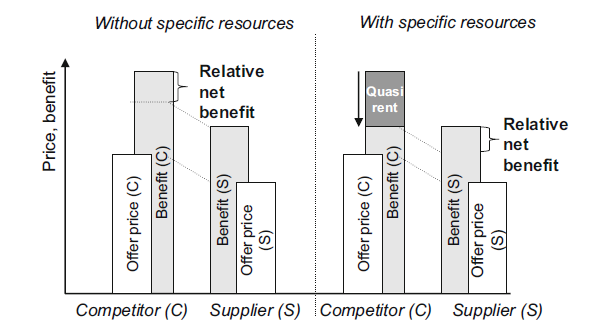 Without specific resources
With specific resources
Price, benefit
Relative
net
benefit
Offer price (C)
Benefit (C)
Benefit (S)
Offer price
(S)
Quasi
rent
Relative
net
benefit
Offer price (C)
Benefit (C)
Benefit (S)
Offer price
(S)
Competitor (C)
Supplier (S)
Competitor (C)
Supplier (S)